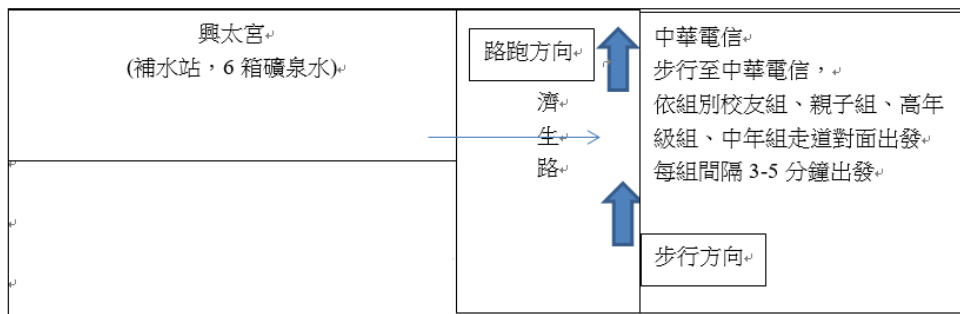 興太宮
(補水站，6 箱礦泉水)
路跑方向
濟
生
路
中華電信
步行至中華電信，
依組別校友組、親子組、高年
級組、中年組走道對面出發
每組間隔 3-5 分鐘出發
步行方向